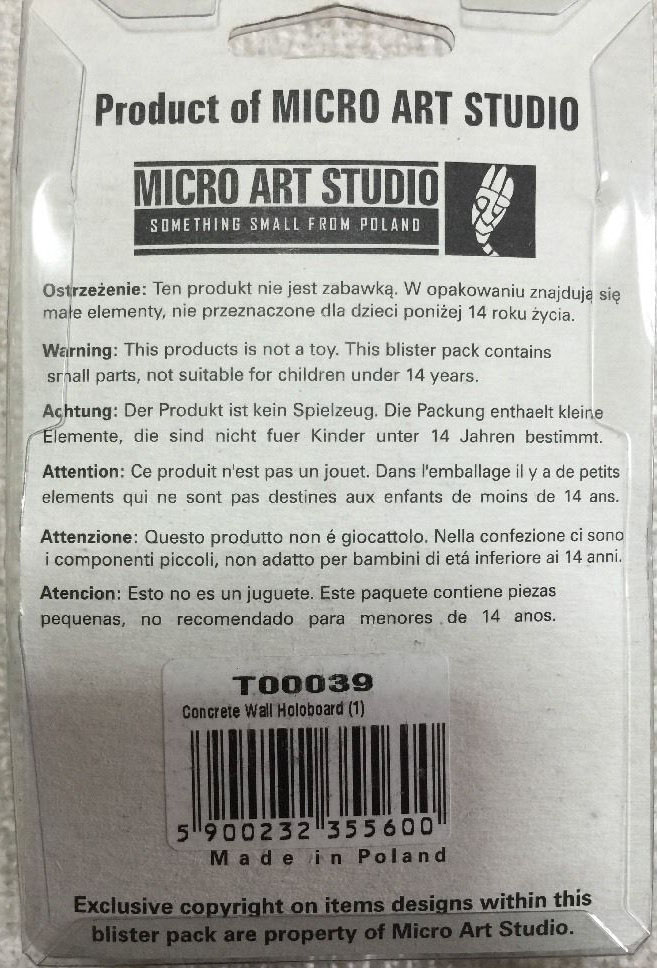 Product of MICRO ART STUDIO
MICRO ART STUDIO
SOMETHING SMALL FROM POLAND
Ostrzeżenie: Ten produkt nie jest zabawką. W opakowaniu znajdują się
małe elementy, nie przeznaczone dla dzieci poniżej 14 roku życia.
Warning: This products is not a toy. This blister pack contains
small parts, not suitable for children under 14 years.
Achtung: Der Produkt ist kein Spielzeug. Die Packung enthaelt kleine
Elemente, die sind nicht fuer Kinder unter 14 Jahren bestimmt.
Attention: Ce produit n'est pas un jouet. Dans l'emballage il y a de petits
elements qui ne sont pas destines aux enfants de moins de 14 ans.
Attenzione: Questo produtto non é giocattolo. Nella confezione ci sono
i componenti piccoli, non adatto per bambini di etá inferiore ai 14 anni.
Atencion: Esto no es un juguete. Este paquete contiene piezas
pequenas, no recomendado para menores de 14 anos.
T00039
Concrete Wall Holoboard (1)
5 900232 355600
Made in Poland
Exclusive copyright on items designs within this
blister pack are property of Micro Art Studio.